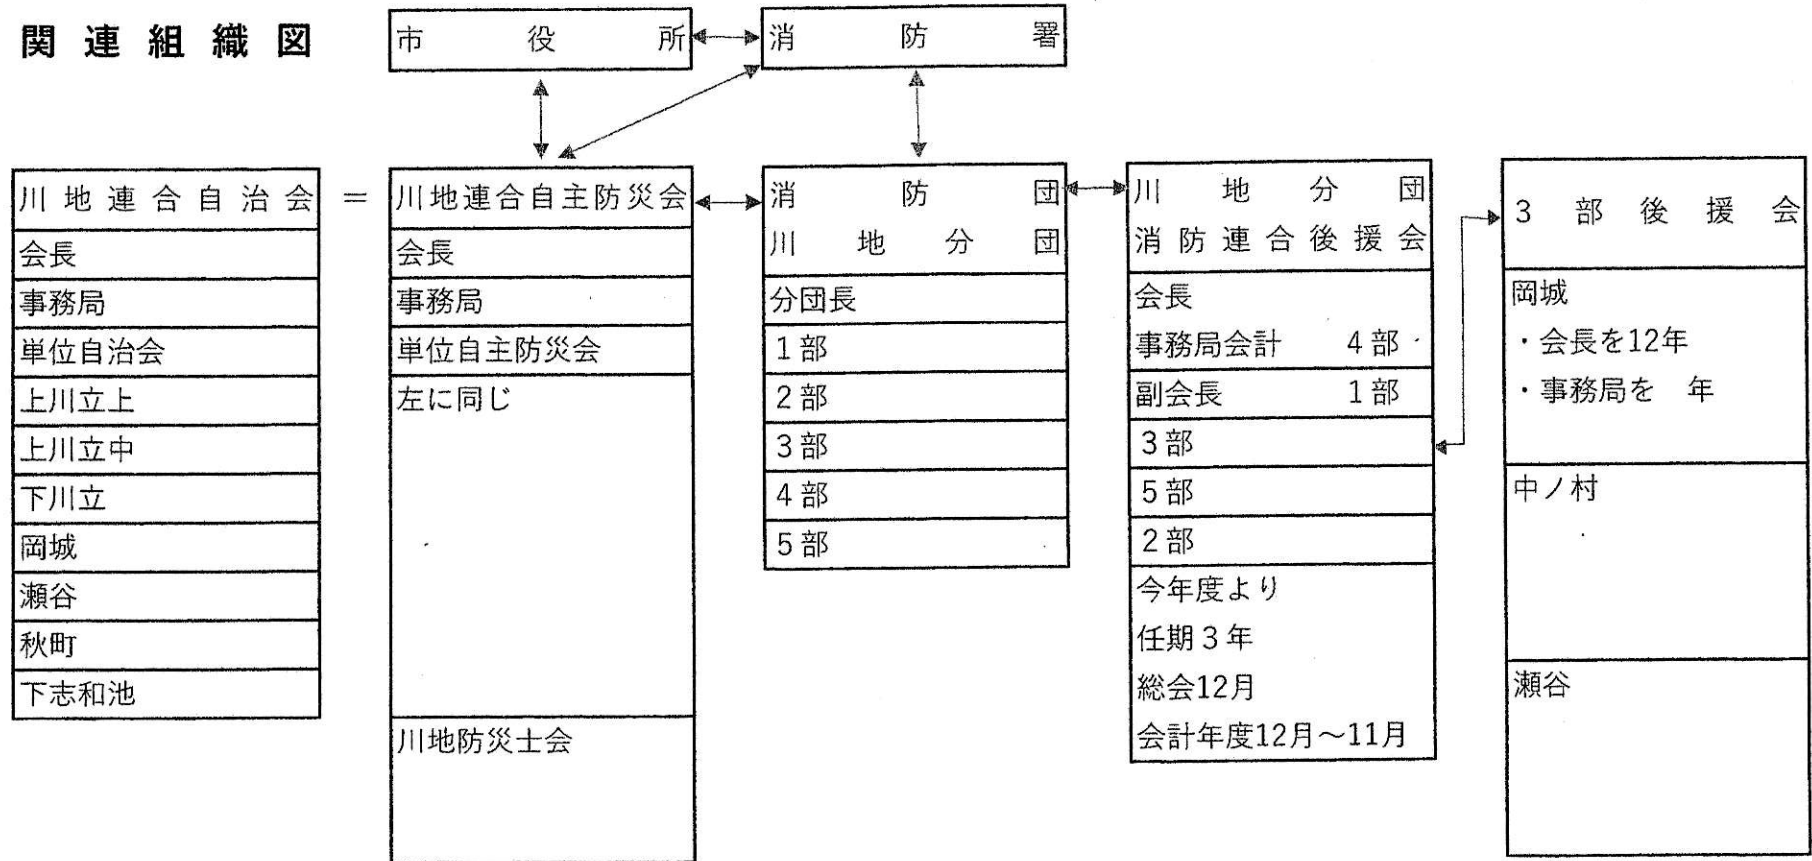 関連組織図
市役所
消防署
川地連合自治会
会長
事務局
単位自治会
上川立上
上川立中
下川立
岡城
瀬谷
秋町
下志和池
=
川地連合自主防災会
会長
事務局
単位自主防災会
左に同じ
川地防災士会
消防団
川地分団
分団長
1部
2部
3部
4部
5部
川地分団
消防連合後援会
会長
事務局会計 4部
副会長 1部
3部
5部
2部
今年度より
任期3年
総会12月
会計年度12月～11月
3部後援会
岡城
・会長を12年
・事務局を 年
中ノ村
瀬谷